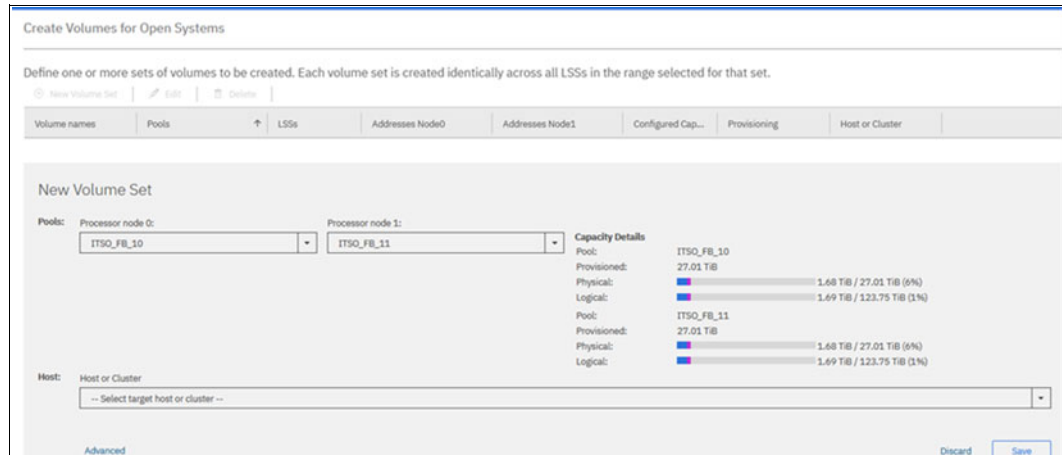 Create Volumes for Open Systems
Define one or more sets of volumes to be created. Each volume set is created identically across all LSSs in the range selected for that set.
New Volume Set Edit Delete
Volume names Pools LSSs Addresses Node0 Addresses Node1 Configured Cap... Provisioning Host or Cluster
New Volume Set
Pools: Processor node 0: Processor node 1:
ITSO_FB_10 ITSO_FB_11
Capacity Details
Pool: ITSO_FB_10
Provisioned: 27.01 TiB
Physical: 1.68 TiB / 27.01 TiB (6%)
Logical: 1.69 TiB / 123.75 TiB (1%)
Pool: ITSO_FB_11
Provisioned: 27.01 TiB
Physical: 1.68 TiB / 27.01 TiB (6%)
Logical: 1.69 TiB / 123.75 TiB (1%)
Host: Host or Cluster
-- Select target host or cluster --
Advanced Discard Save